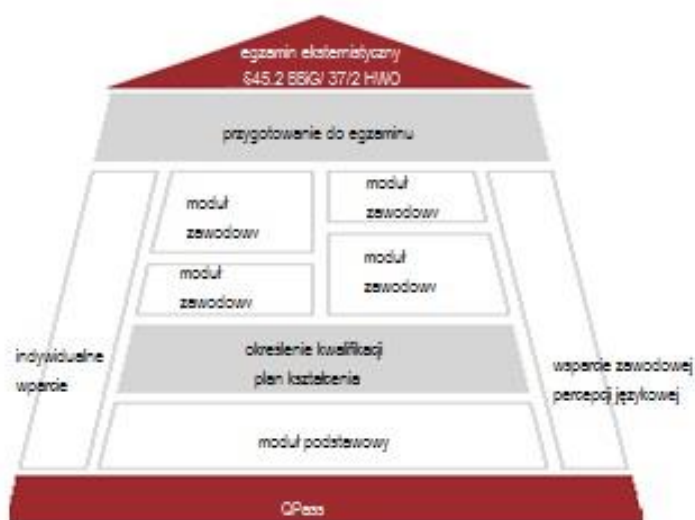 egzamin eksternistyczny
§45.2 BBiG/ 37/2 HWO
przygotowanie do egzaminu
moduł
zawodowy
moduł
zawodowy
moduł
zawodowy
moduł
zawodowy
określenie kwalifikacji
plan kształcenia
indywidualne
wparcie
wsparcie zawodowej
percepcji językowej
moduł podstawowy
QPass